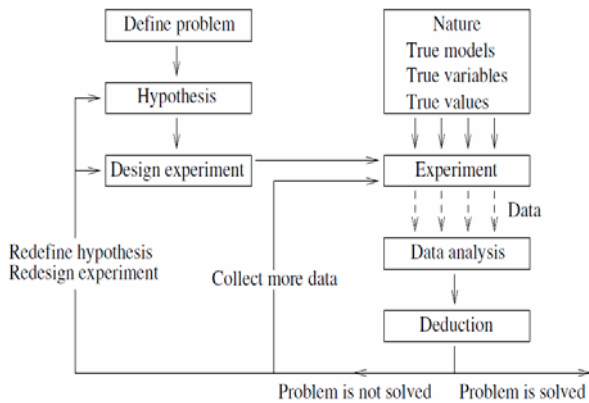 Define problem
Hypothesis
Design experiment
Nature
True models
True variables
True values
Experiment
Data
Data analysis
Deduction
Redefine hypothesis
Redesign experiment
Collect more data
Problem is not solved
Problem is solved